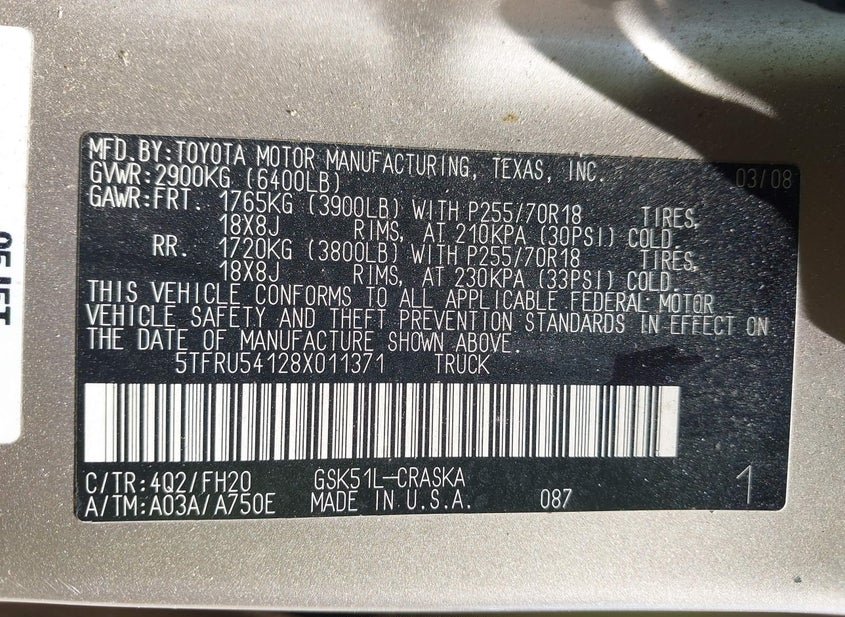 MFD.BY:TOYOTA MOTOR MANUFACTURING, TEXAS, INC. 03/08
GVWR:2900KG (6400LB)
GAWR:FRT. 1765KG (3900LB) WITH P255/70R18 TIRES,
18X8J RIMS, AT 210KPA (30PSI) COLD.
RR. 1720KG (3800LB) WITH P255/70R18 TIRES,
18X8J RIMS, AT 230KPA (33PSI) COLD.
THIS VEHICLE CONFORMS TO ALL APPLICABLE FEDERAL MOTOR
VEHICLE SAFETY AND THEFT PREVENTION STANDARDS IN EFFECT ON
THE DATE OF MANUFACTURE SHOWN ABOVE.
5TFRU54128X011371 TRUCK
C/TR:4Q2/FH20 GSK51L-CRASKA
A/TM:A03A/A750E MADE IN U.S.A. 087 1